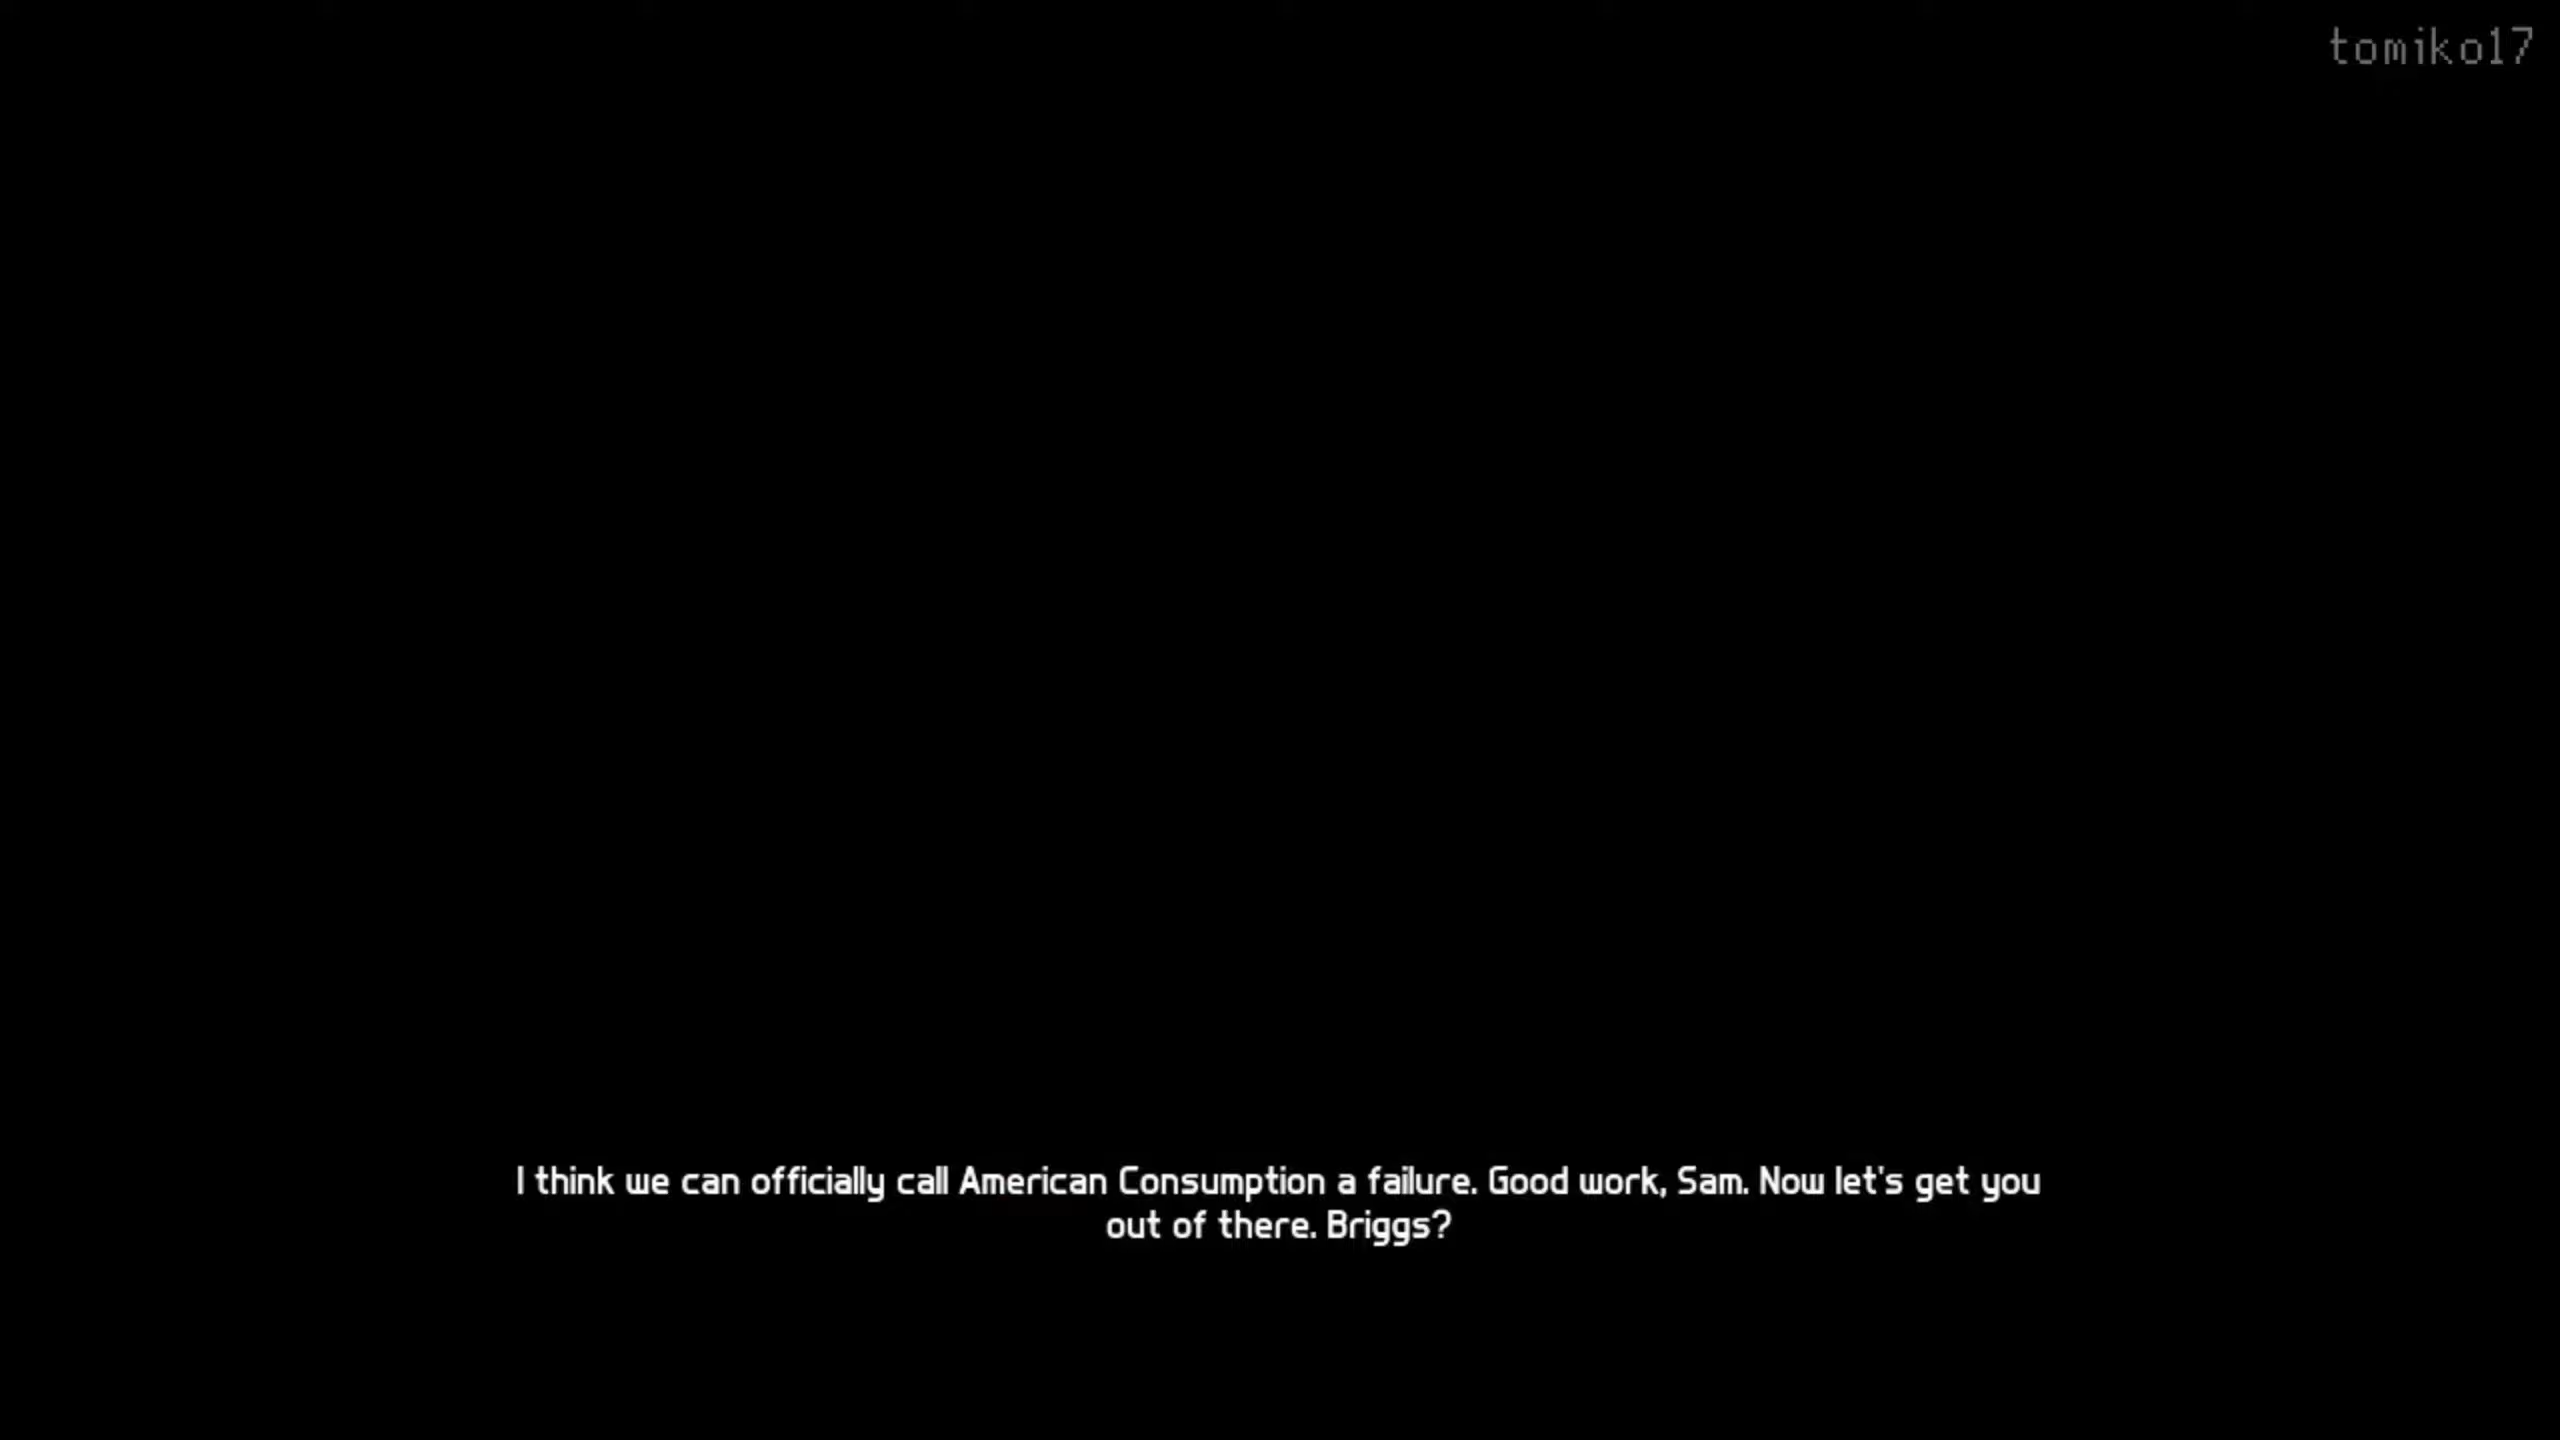 tomiko17
I think we can officially call American Consumption a failure. Good work, Sam. Now let's get you
out of there. Briggs?